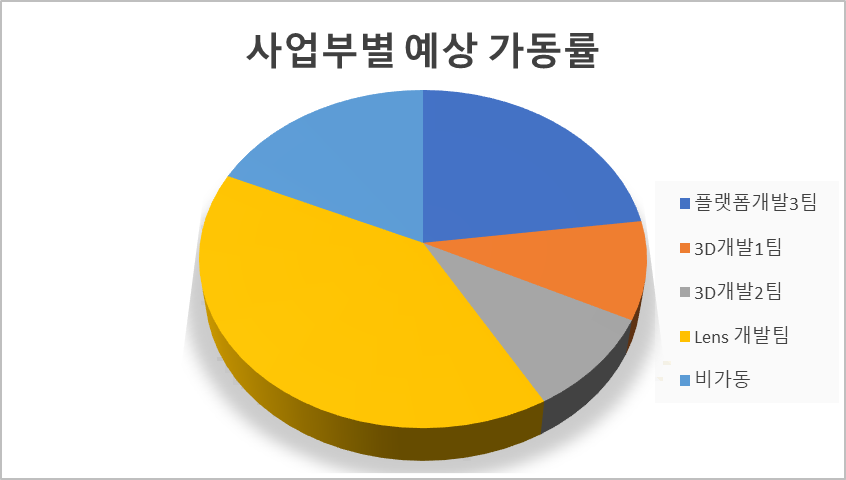 사업부별 예상 가동률
플랫폼개발3팀
3D개발1팀
3D개발2팀
Lens 개발팀
비가동